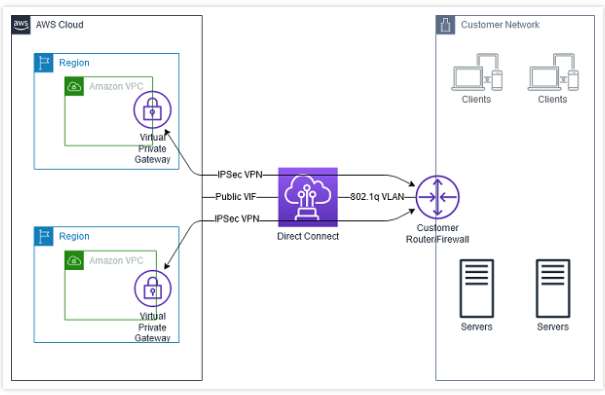 aws AWS Cloud
Customer Network
Region
Amazon VPC
Virtual
Private
Gateway
Clients
Clients
IPSec VPN
Public VIF
802.1q VLAN
IPSec VPN
Direct Connect
Customer
Router/Firewall
Region
Amazon VPC
Virtual
Private
Gateway
Servers
Servers